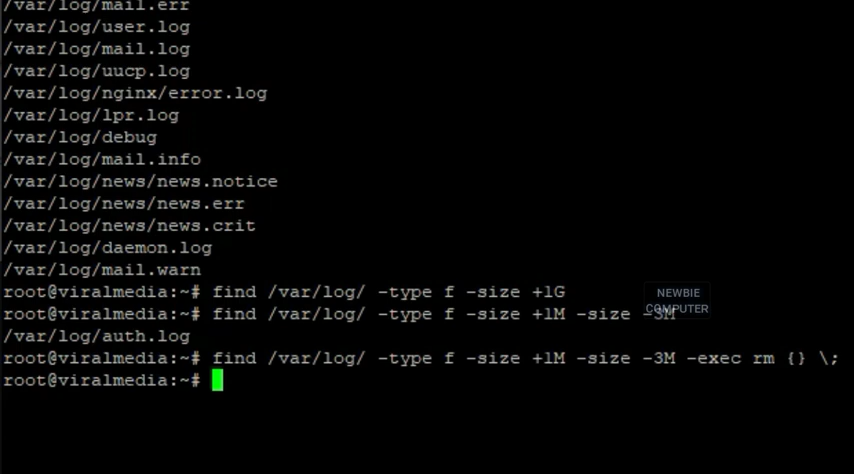 /var/log/mail.err
/var/log/user.log
/var/log/mail.log
/var/log/uucp.log
/var/log/nginx/error.log
/var/log/lpr.log
/var/log/debug
/var/log/mail.info
/var/log/news/news.notice
/var/log/news/news.err
/var/log/news/news.crit
/var/log/daemon.log
/var/log/mail.warn
root@viralmedia:~# find /var/log/ -type f -size +1G
NEWBIE
COMPUTER
root@viralmedia:~# find /var/log/ -type f -size +1M -size -3M
/var/log/auth.log
root@viralmedia:~# find /var/log/ -type f -size +1M -size -3M -exec rm {} \;
root@viralmedia:~#